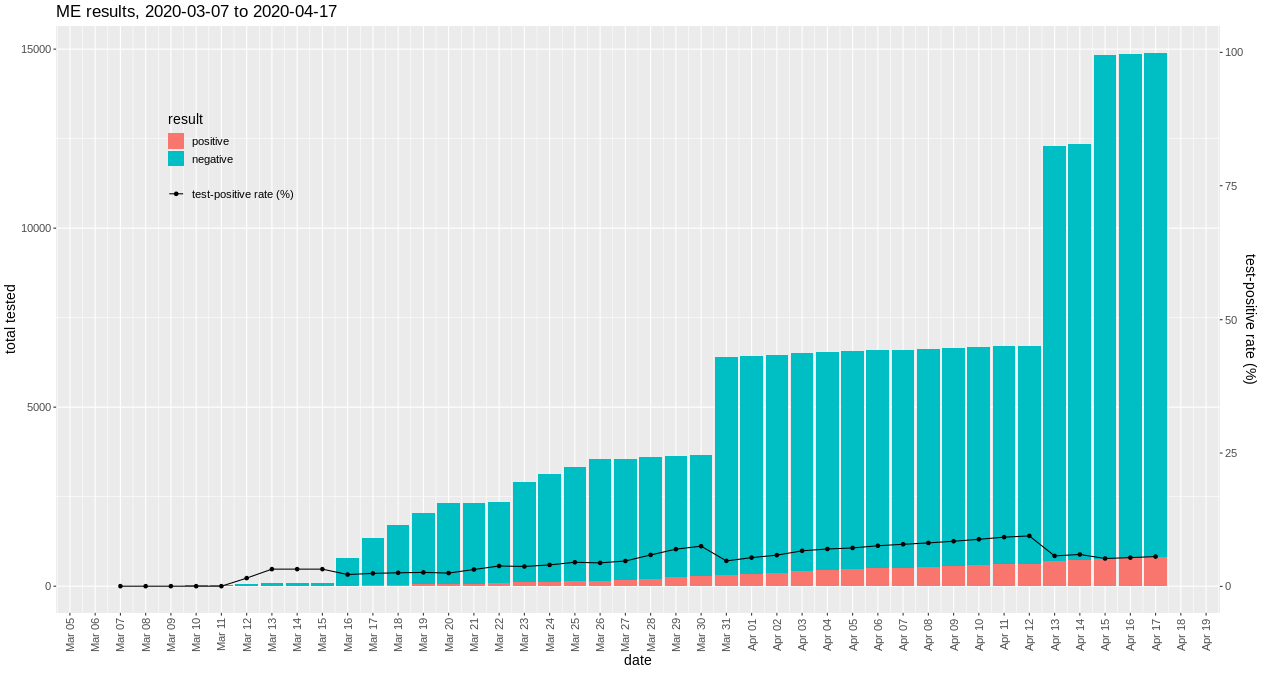 ME results, 2020-03-07 to 2020-04-17
total tested
15000
10000
5000
0
result
positive
negative
test-positive rate (%)
100
75
50
25
0
test-positive rate (%)
Mar 05
Mar 06
Mar 07
Mar 08
Mar 09
Mar 10
Mar 11
Mar 12
Mar 13
Mar 14
Mar 15
Mar 16
Mar 17
Mar 18
Mar 19
Mar 20
Mar 21
Mar 22
Mar 23
Mar 24
Mar 25
Mar 26
Mar 27
Mar 28
Mar 29
Mar 30
Mar 31
Apr 01
Apr 02
Apr 03
Apr 04
Apr 05
Apr 06
Apr 07
Apr 08
Apr 09
Apr 10
Apr 11
Apr 12
Apr 13
Apr 14
Apr 15
Apr 16
Apr 17
Apr 18
Apr 19
date